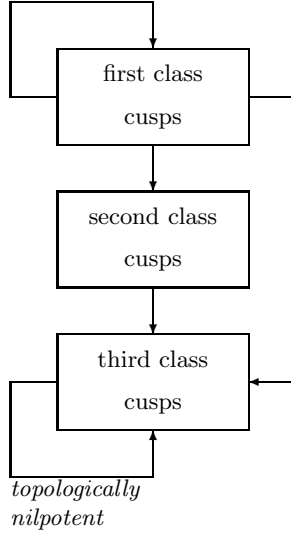 first class
cusps
second class
cusps
third class
cusps
topologically
nilpotent